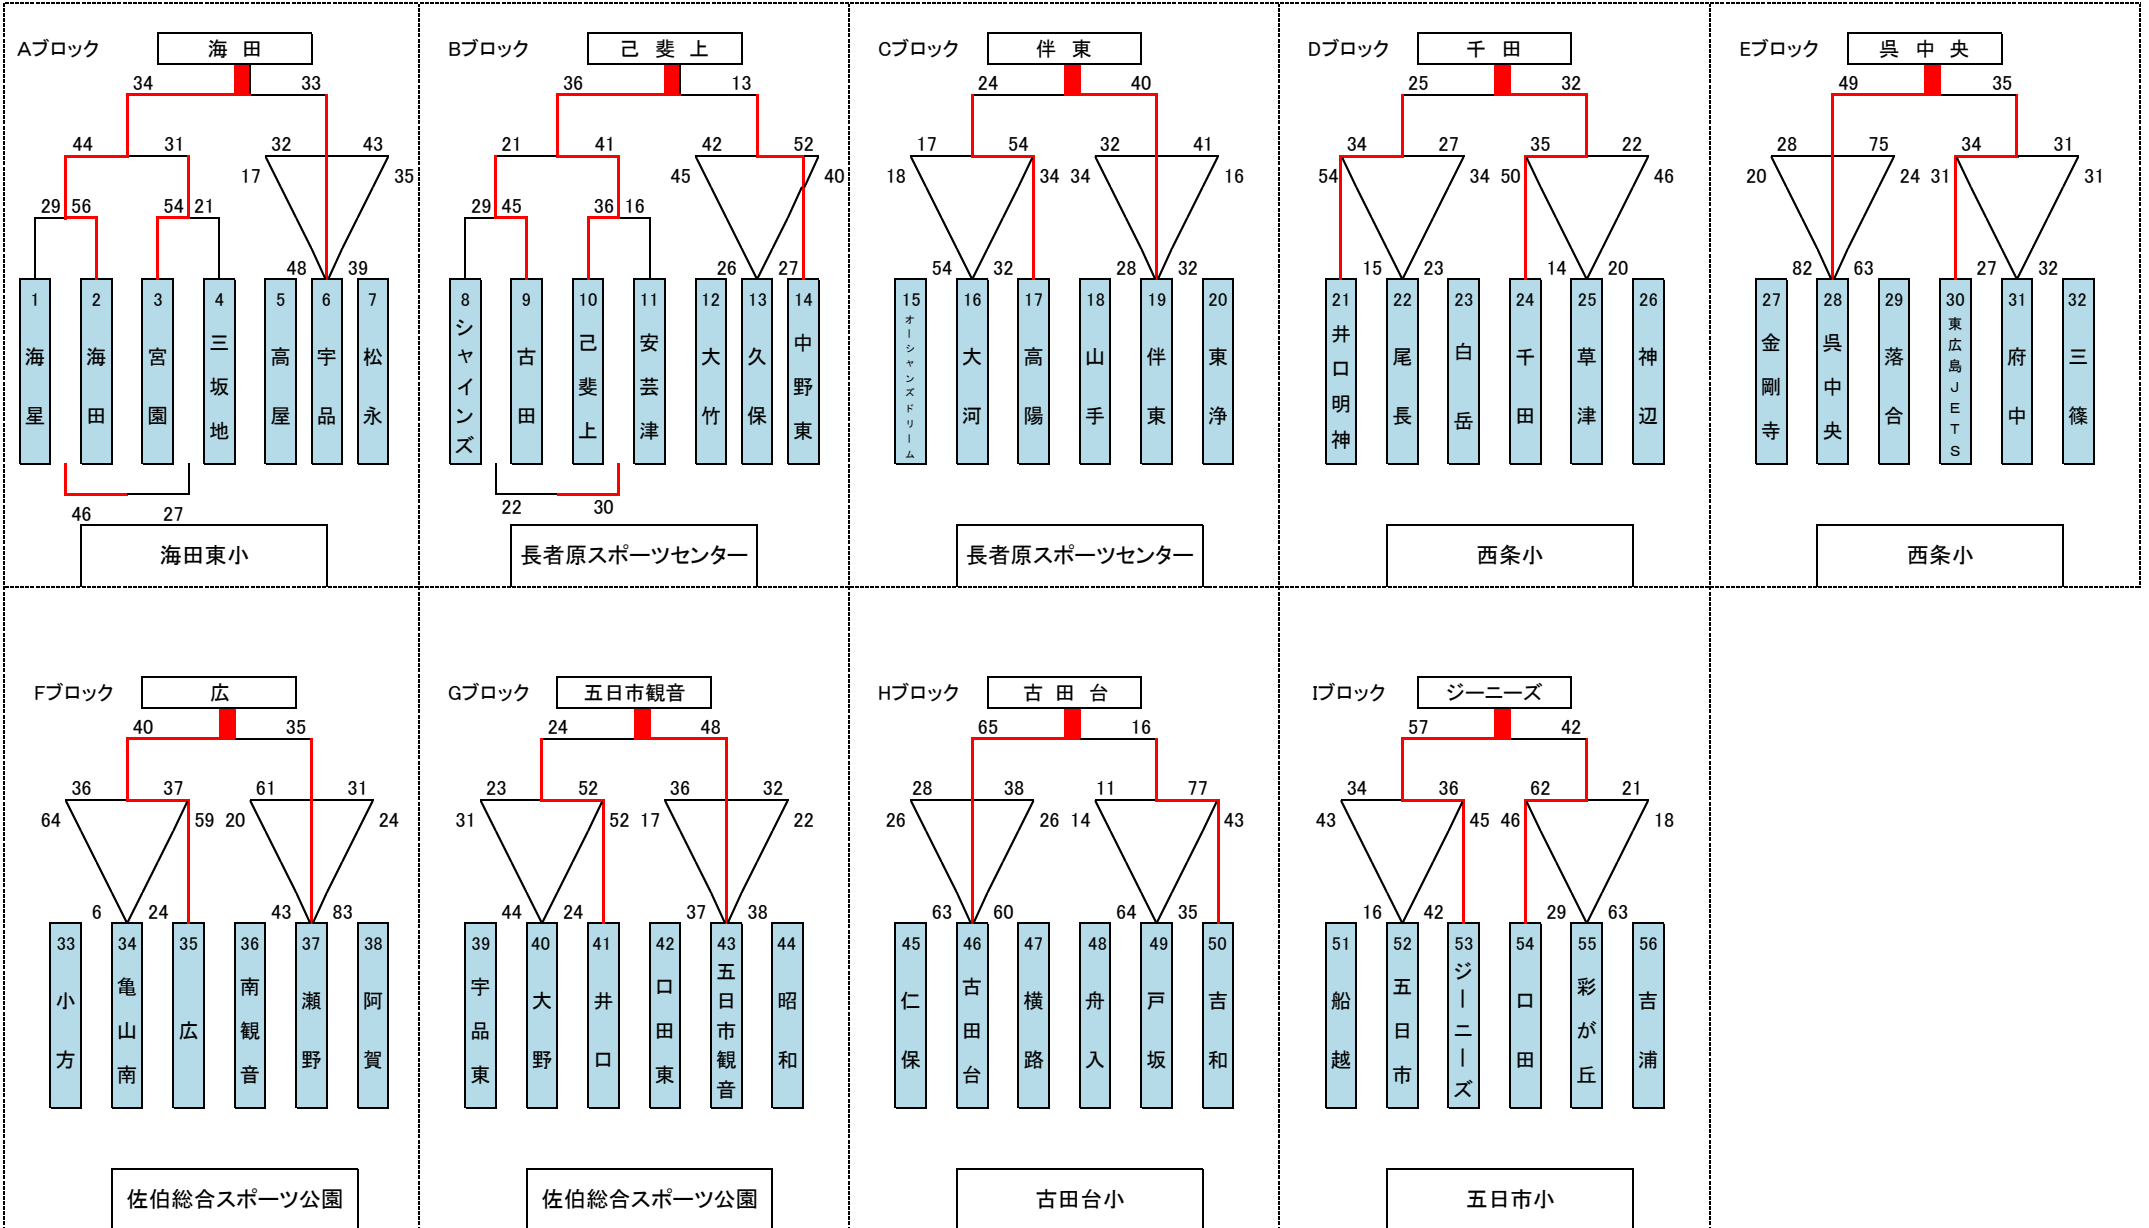 Aブロック 海田 Bブロック 己斐上 Cブロック 伴東 Dブロック 千田 Eブロック 呉中央
34 33 36 13 24 40 25 32 49 35
44 31 32 43 21 41 42 52 17 54 32 41 34 27 35 22 28 75 34 31
17 35 45 40 18 34 34 16 54 34 50 46 20 24 31 31
29 56 54 21 29 45 36 16
48 39 26 27 54 32 28 32 15 23 14 20 82 63 27 32
1 海星
2 海田
3 宮園
4 三坂地
5 高屋
6 宇品
7 松永
8 シャインズ
9 古田
10 己斐上
11 安芸津
12 大竹
13 久保
14 中野東
15 オーシャンズドリーム
16 大河
17 高陽
18 山手
19 伴東
20 東浄
21 井口明神
22 尾長
23 白岳
24 千田
25 草津
26 神辺
27 金剛寺
28 呉中央
29 落合
30 東広島JETS
31 府中
32 三篠
46 27 22 30
海田東小 長者原スポーツセンター 長者原スポーツセンター 西条小 西条小
Fブロック 広 Gブロック 五日市観音 Hブロック 古田台 Iブロック ジーニーズ
40 35 24 48 65 16 57 42
36 37 61 31 23 52 36 32 28 38 11 77 34 36 62 21
64 59 20 24 31 52 17 22 26 26 14 43 43 45 46 18
6 24 43 83 44 24 37 38 63 60 64 35 16 42 29 63
33 小方
34 亀山南
35 広
36 南観音
37 瀬野
38 阿賀
39 宇品東
40 大野
41 井口
42 口田東
43 五日市観音
44 昭和
45 仁保
46 古田台
47 横路
48 舟入
49 戸坂
50 吉和
51 船越
52 五日市
53 ジーニーズ
54 口田
55 彩が丘
56 吉浦
佐伯総合スポーツ公園 佐伯総合スポーツ公園 古田台小 五日市小